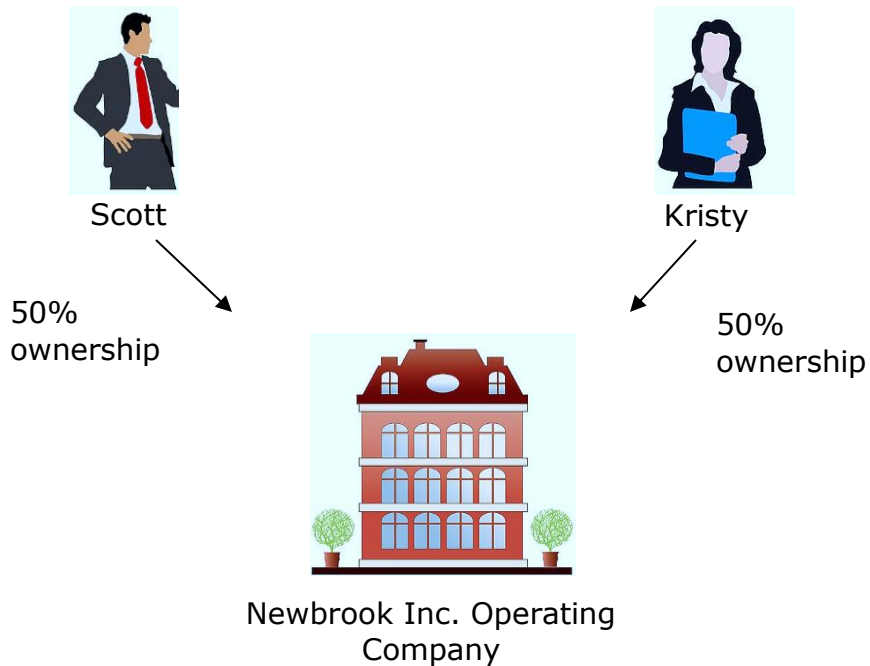 Scott
Kristy
50%
ownership
50%
ownership
Newbrook Inc. Operating
Company